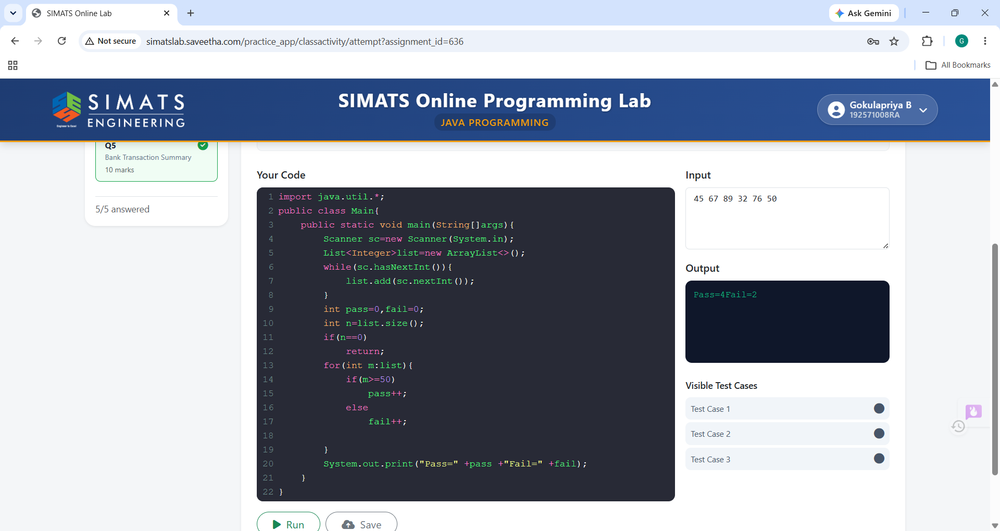 SIMATS Online Lab
Ask Gemini
Not secure
simatslab.saveetha.com/practice_app/classactivity/attempt?assignment_id=636
G
All Bookmarks
SIMATS
ENGINEERING
Engineer to Excel
SIMATS Online Programming Lab
JAVA PROGRAMMING
Gokulapriya B
192571008RA
Q5
Bank Transaction Summary
10 marks
5/5 answered
Your Code
1 import java.util.*;
2 public class Main{
3     public static void main(String[]args){
4         Scanner sc=new Scanner(System.in);
5         List<Integer>list=new ArrayList<>();
6         while(sc.hasNextInt()){
7             list.add(sc.nextInt());
8         }
9         int pass=0,fail=0;
10         int n=list.size();
11         if(n==0)
12             return;
13         for(int m:list){
14             if(m>=50)
15                 pass++;
16             else
17                 fail++;
18
19         }
20         System.out.print("Pass=" +pass +"Fail=" +fail);
21     }
22 }
Run
Save
Input
45 67 89 32 76 50
Output
Pass=4Fail=2
Visible Test Cases
Test Case 1
Test Case 2
Test Case 3